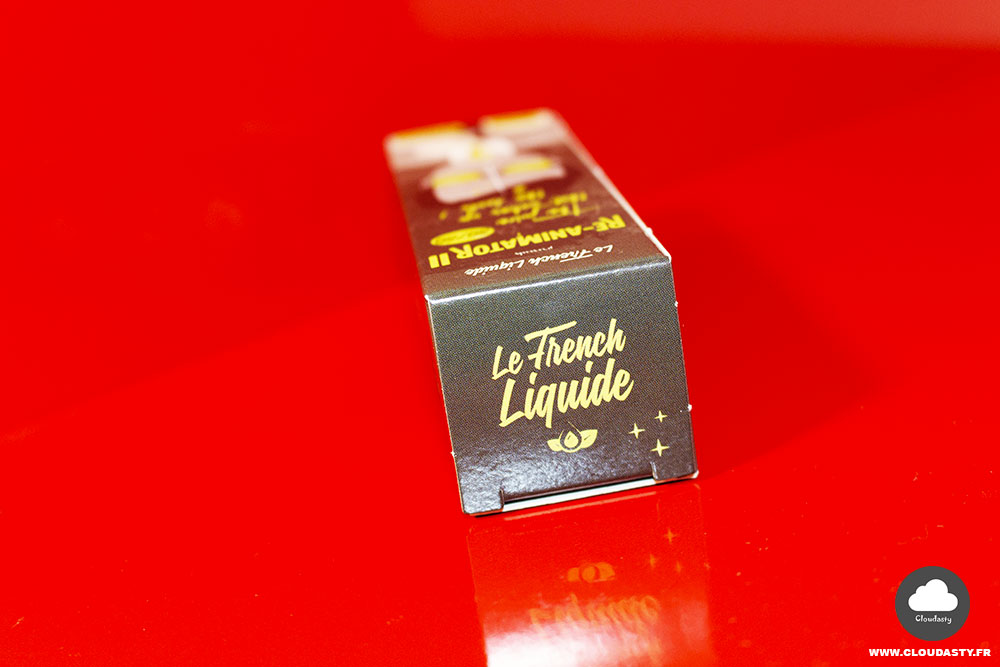 Le French
Liquide
Le French Liquide
RE-ANIMATOR II
Cloudasty
WWW.CLOUDASTY.FR